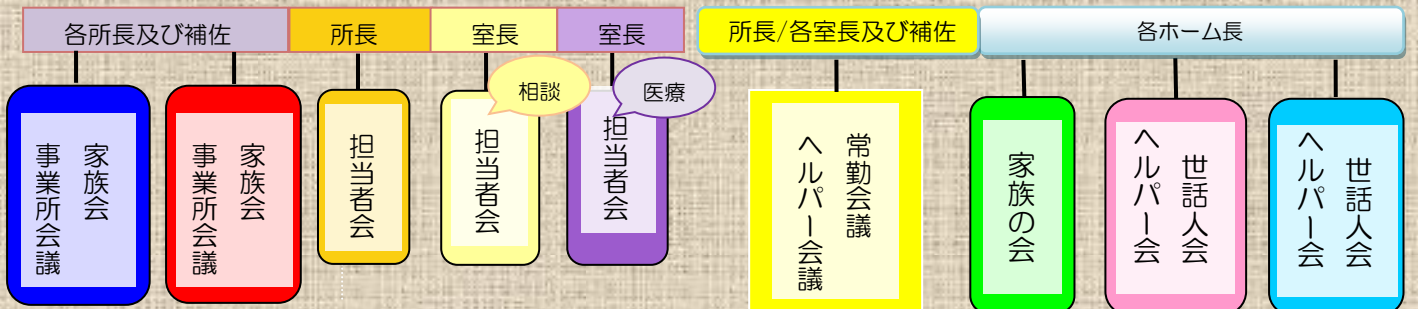 各所長及び補佐
所長
室長
室長
所長/各室長及び補佐
各ホーム長
相談
医療
家族会
事業所会議
家族会
事業所会議
担当者会
担当者会
担当者会
常勤会議
ヘルパー会議
家族の会
世話人会
ヘルパー会
世話人会
ヘルパー会